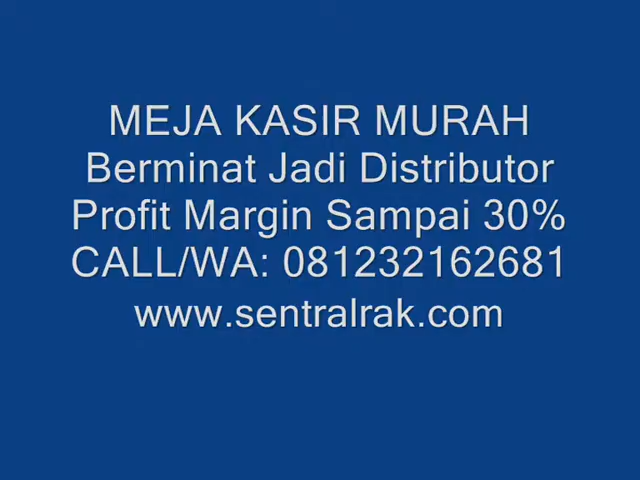 MEJA KASIR MURAH
Berminat Jadi Distributor
Profit Margin Sampai 30%
CALL/WA: 081232162681
www.sentralrak.com